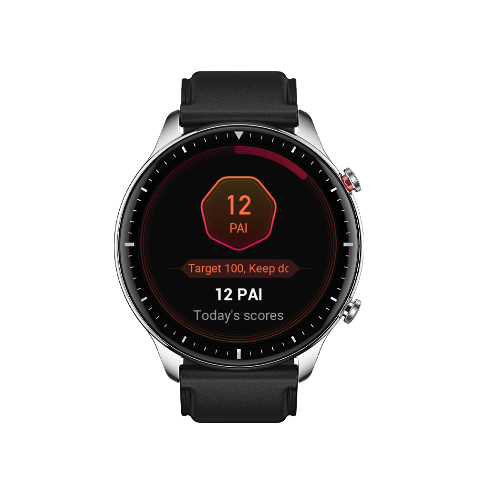 12
PAI
Target 100, Keep do
12 PAI
Today's scores